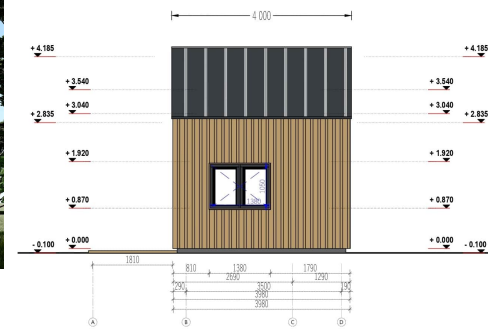 4 000
+ 4.185 + 4.185
+ 3.540 + 3.540
+ 3.040 + 3.040
+ 2.835 + 2.835
+ 1.920 + 1.920
1050
+ 0.870 + 0.870
1380
+ 0.000 + 0.000
- 0.100 - 0.100
1810
810 1380 1790
2690 1290
290 3500 190
3980
3980
A B C D